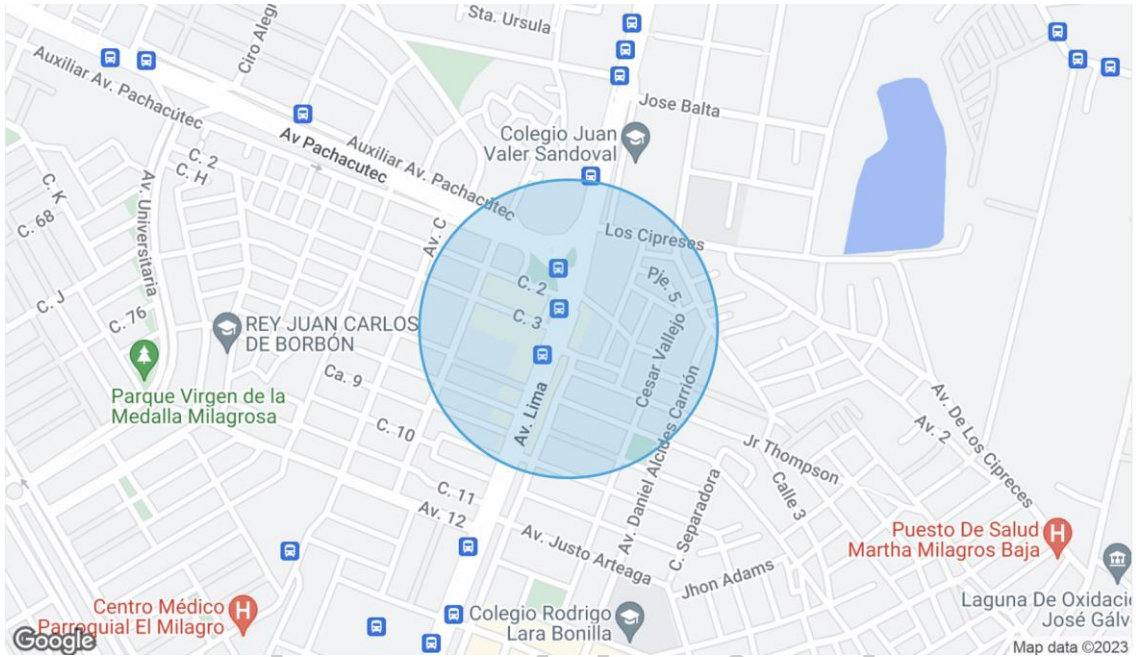 Sta. Ursula
Ciro Aleg
Auxiliar Av. Pachacútec
Jose Balta
Colegio Juan
Valer Sandoval
Av Pachacutec
Auxiliar Av. Pachacútec
C. 2
C. H
C. K
C. 68
Av. Universitaria
Av. C
Los Cipreses
C. J
C. 76
C. 2
C. 3
Pje. 5
REY JUAN CARLOS
DE BORBÓN
Cesar Vallejo
Parque Virgen de la
Medalla Milagrosa
Ca. 9
Av. Lima
Av. Daniel Alcides Carrión
Av. De Los Cipreces
Av. 2
C. 10
Jr Thompson
Calle 3
C. 11
Av. 12
C. Separadora
Av. Justo Arteaga
Puesto De Salud
Martha Milagros Baja
H
Jhon Adams
Centro Médico
Parroquial El Milagro
H
Colegio Rodrigo
Lara Bonilla
Laguna De Oxidaci
José Gálv
Google
Map data ©2023